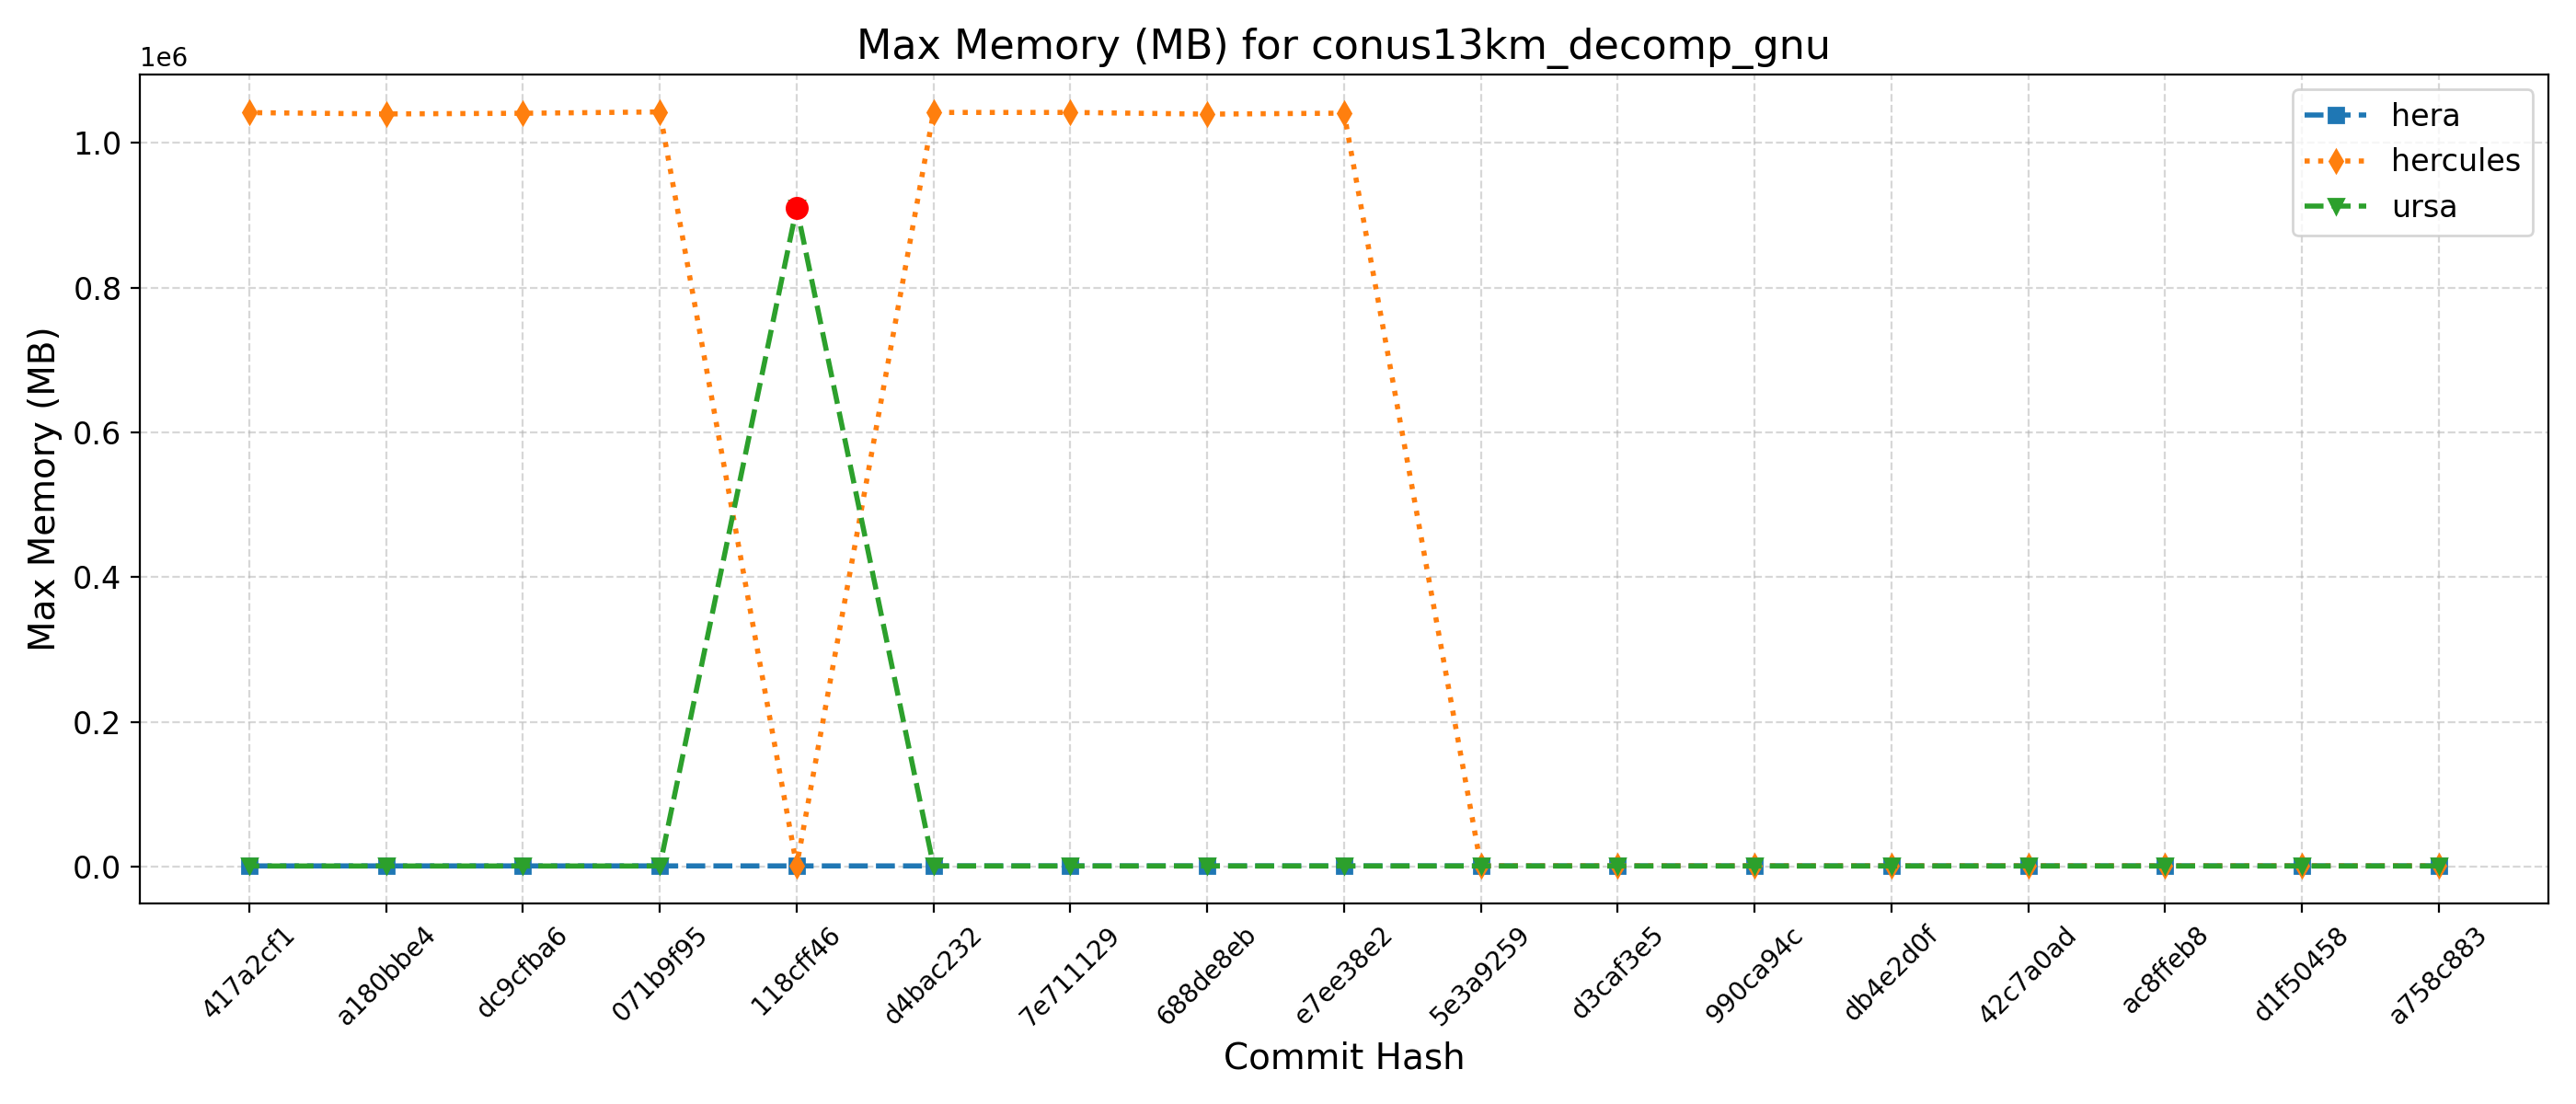 Max Memory (MB) for conus13km_decomp_gnu
1e6
1.0
0.8
0.6
0.4
0.2
0.0
Max Memory (MB)
hera
hercules
ursa
417a2cf1
a180bbe4
dc9cfba6
071b9f95
118cff46
d4bac232
7e711129
688de8eb
e7ee38e2
5e3a9259
d3caf3e5
990ca94c
db4e2d0f
42c7a0ad
ac8ffeb8
d1f50458
a758c883
Commit Hash